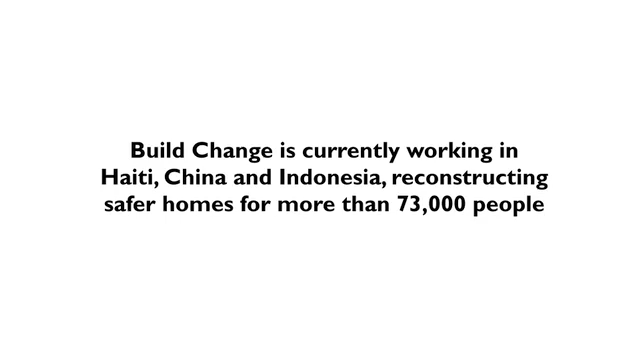 Build Change is currently working in
Haiti, China and Indonesia, reconstructing
safer homes for more than 73,000 people